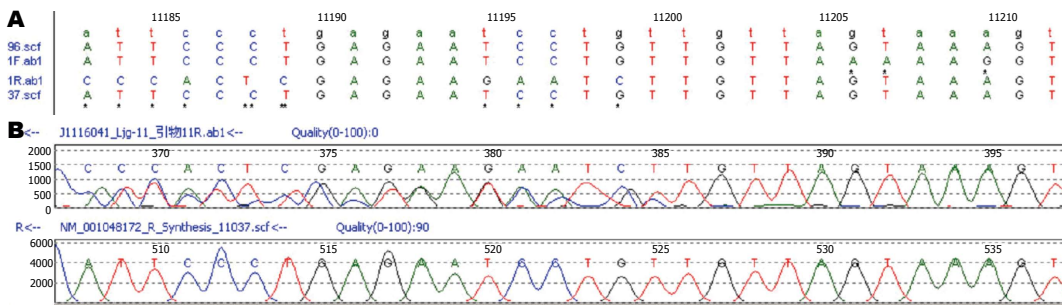 A
11185 11190 11195 11200 11205 11210
a t t c c c t g a g a a t c c t g t t g t t a g t a a a g t
96.scf A T T C C C T G A G A A T C C T G T T G T T A G T A A A G T
1F.ab1 A T T C C C T G A G A A T C C T G T T G T T A A A A A G G T
* * *
1R.ab1 C C C A C T C G A G A A G A A T C T T G T T A G T A A A G T
37.scf A T T C C C T G A G A A T C C T G T T G T T A G T A A A G T
* * * * ** ** * * * *
B <-- J1116041_Ljg-11_引物11R.ab1<-- Quality(0-100):0
2000 370 375 380 385 390 395
1500 C C C A C T C G A G A A G A A T C T T G T T A G T A A A G T
1000
500
0
R<-- NM_001048172_R_Synthesis_11037.scf<-- Quality(0-100):90
6000 510 515 520 525 530 535
4000 A T T C C C T G A G A A T C C T G T T G T T A G T A A A G T
2000